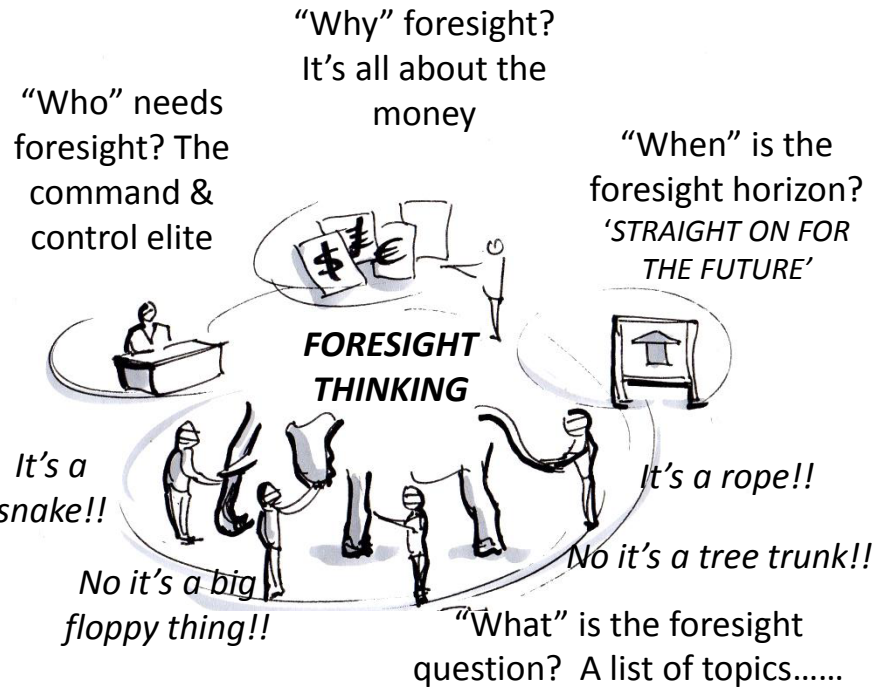 “Why” foresight?
It’s all about the
money
“Who” needs
foresight? The
command &
control elite
“When” is the
foresight horizon?
‘STRAIGHT ON FOR
THE FUTURE’
$ £ €
FORESIGHT
THINKING
It’s a
snake!!
It’s a rope!!
No it’s a big
floppy thing!!
No it’s a tree trunk!!
“What” is the foresight
question?  A list of topics……